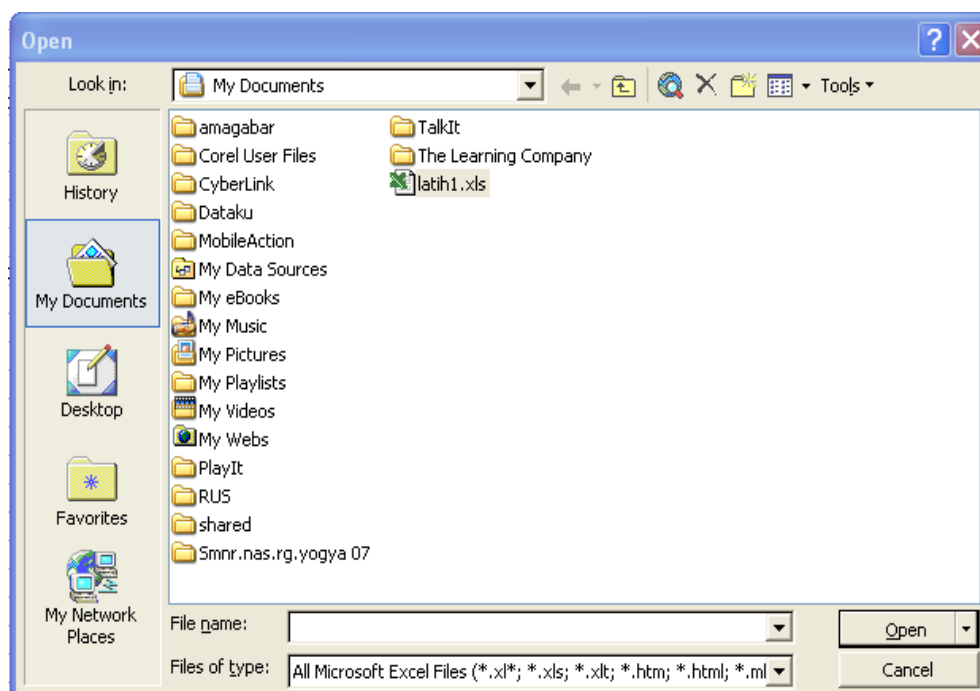 Open
Look in:
My Documents
Tools
History
My Documents
Desktop
Favorites
My Network
Places
amagabar
Corel User Files
CyberLink
Dataku
MobileAction
My Data Sources
My eBooks
My Music
My Pictures
My Playlists
My Videos
My Webs
PlayIt
RUS
shared
Smnr.nas.rg.yogya 07
TalkIt
The Learning Company
latih1.xls
File name:
Open
Files of type:
All Microsoft Excel Files (*.xl*; *.xls; *.xlt; *.htm; *.html; *.ml
Cancel